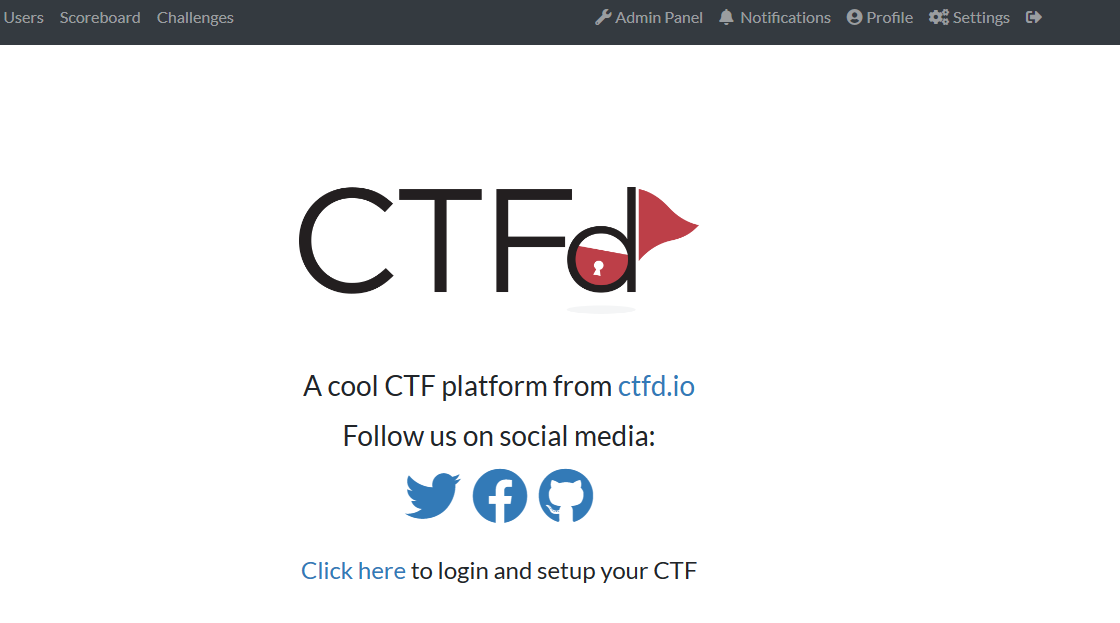 Users Scoreboard Challenges Admin Panel Notifications Profile Settings
CTFd
A cool CTF platform from ctfd.io
Follow us on social media:
Click here to login and setup your CTF